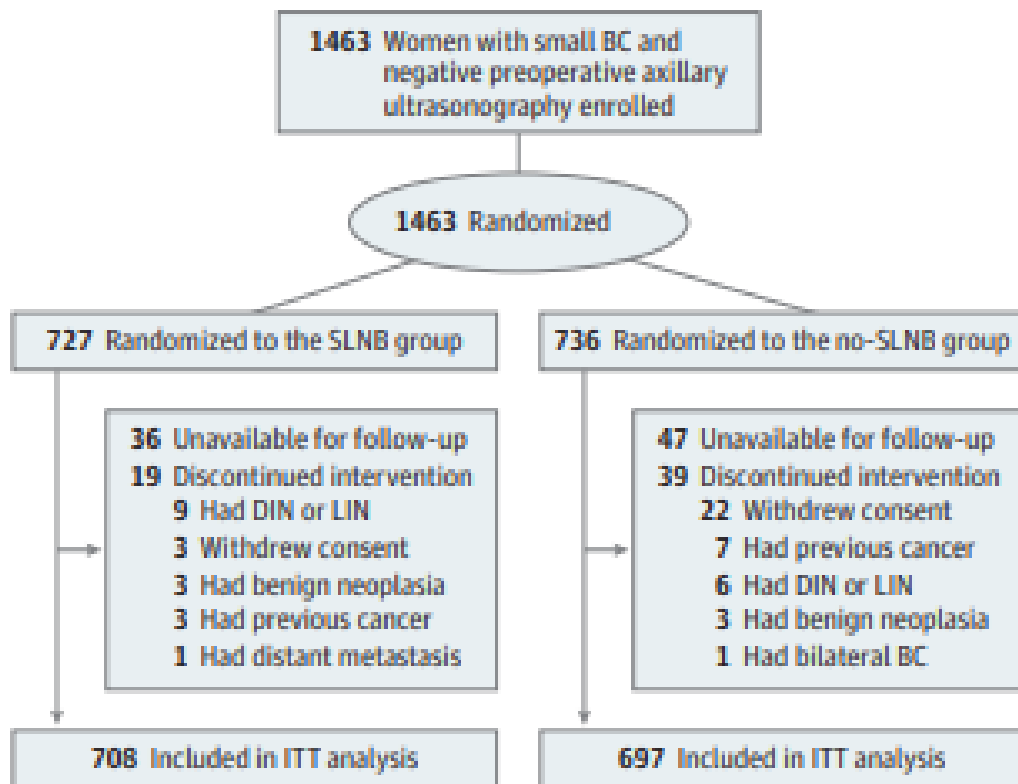 1463 Women with small BC and
negative preoperative axillary
ultrasonography enrolled
1463 Randomized
727 Randomized to the SLNB group
36 Unavailable for follow-up
19 Discontinued intervention
9 Had DIN or LIN
3 Withdrew consent
3 Had benign neoplasia
3 Had previous cancer
1 Had distant metastasis
708 Included in ITT analysis
736 Randomized to the no-SLNB group
47 Unavailable for follow-up
39 Discontinued intervention
22 Withdrew consent
7 Had previous cancer
6 Had DIN or LIN
3 Had benign neoplasia
1 Had bilateral BC
697 Included in ITT analysis